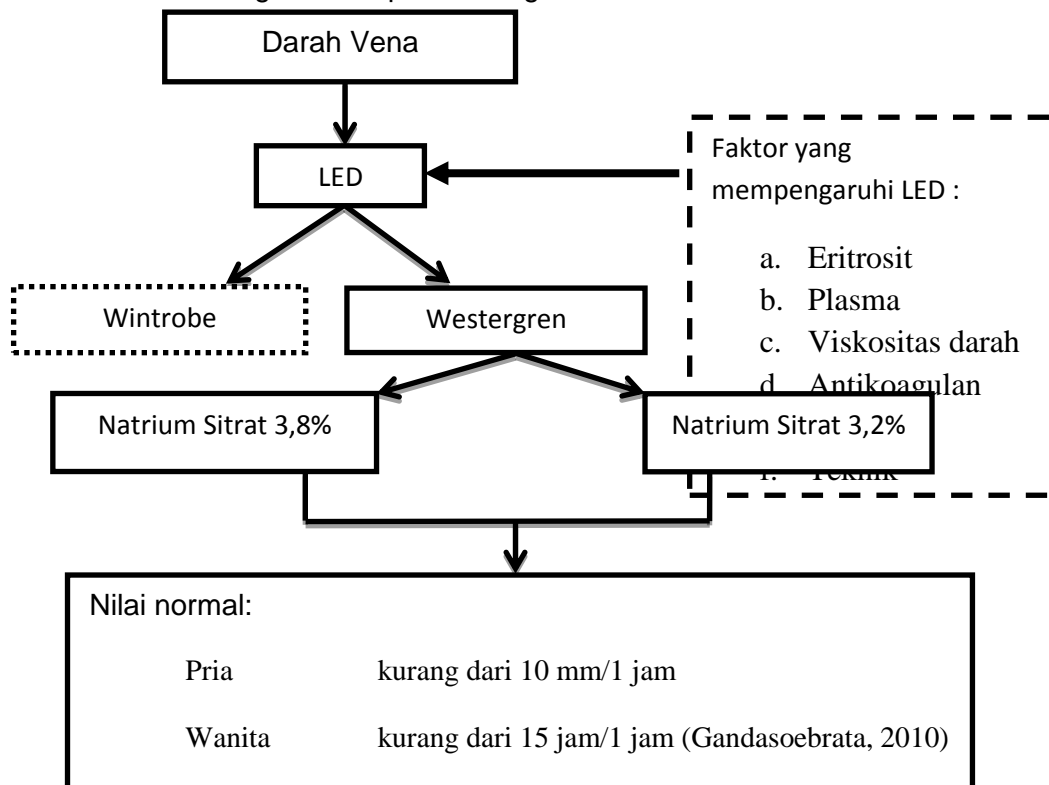 Darah Vena
LED
Faktor yang
mempengaruhi LED :
a. Eritrosit
b. Plasma
c. Viskositas darah
d. Antikoagulan
Wintrobe
Westergren
Natrium Sitrat 3,8%
Natrium Sitrat 3,2%
Nilai normal:
Pria kurang dari 10 mm/1 jam
Wanita kurang dari 15 jam/1 jam (Gandasoebrata, 2010)